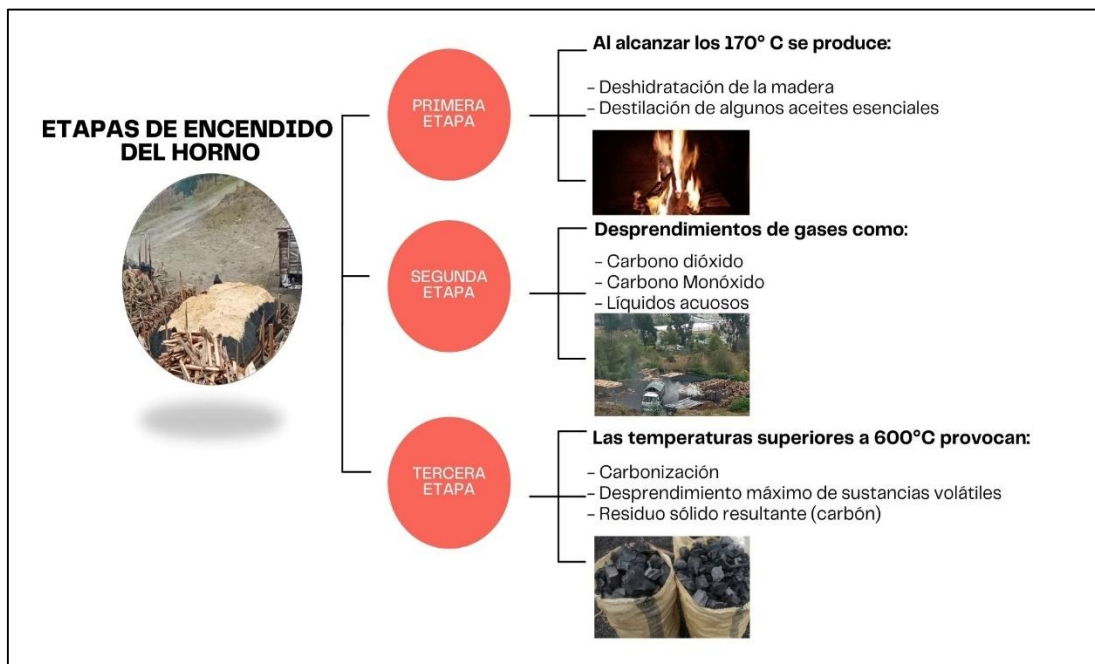 ETAPAS DE ENCENDIDO
DEL HORNO
PRIMERA
ETAPA
Al alcanzar los 170° C se produce:
- Deshidratación de la madera
- Destilación de algunos aceites esenciales
SEGUNDA
ETAPA
Desprendimientos de gases como:
- Carbono dióxido
- Carbono Monóxido
- Líquidos acuosos
TERCERA
ETAPA
Las temperaturas superiores a 600°C provocan:
- Carbonización
- Desprendimiento máximo de sustancias volátiles
- Residuo sólido resultante (carbón)